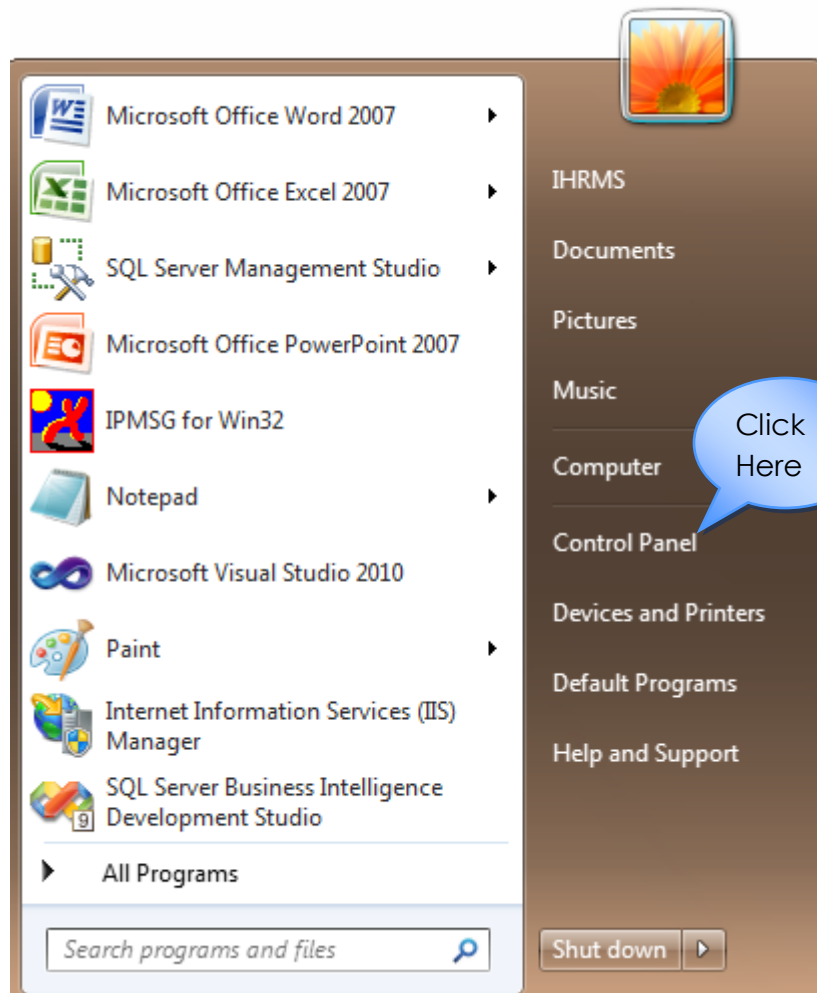 Microsoft Office Word 2007
Microsoft Office Excel 2007
SQL Server Management Studio
Microsoft Office PowerPoint 2007
IPMSG for Win32
Notepad
Microsoft Visual Studio 2010
Paint
Internet Information Services (IIS)
Manager
SQL Server Business Intelligence
Development Studio
9
All Programs
Search programs and files
IHRMS
Documents
Pictures
Music
Click
Here
Computer
Control Panel
Devices and Printers
Default Programs
Help and Support
Shut down